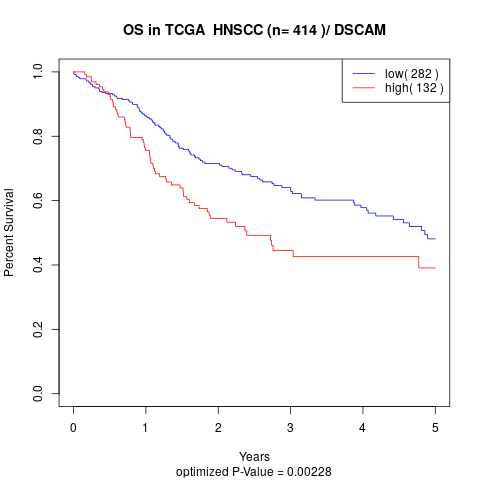 OS in TCGA HNSCC (n= 414 )/ DSCAM
low( 282 )
high( 132 )
Percent Survival
1.0
0.8
0.6
0.4
0.2
0.0
0 1 2 3 4 5
Years
optimized P-Value = 0.00228